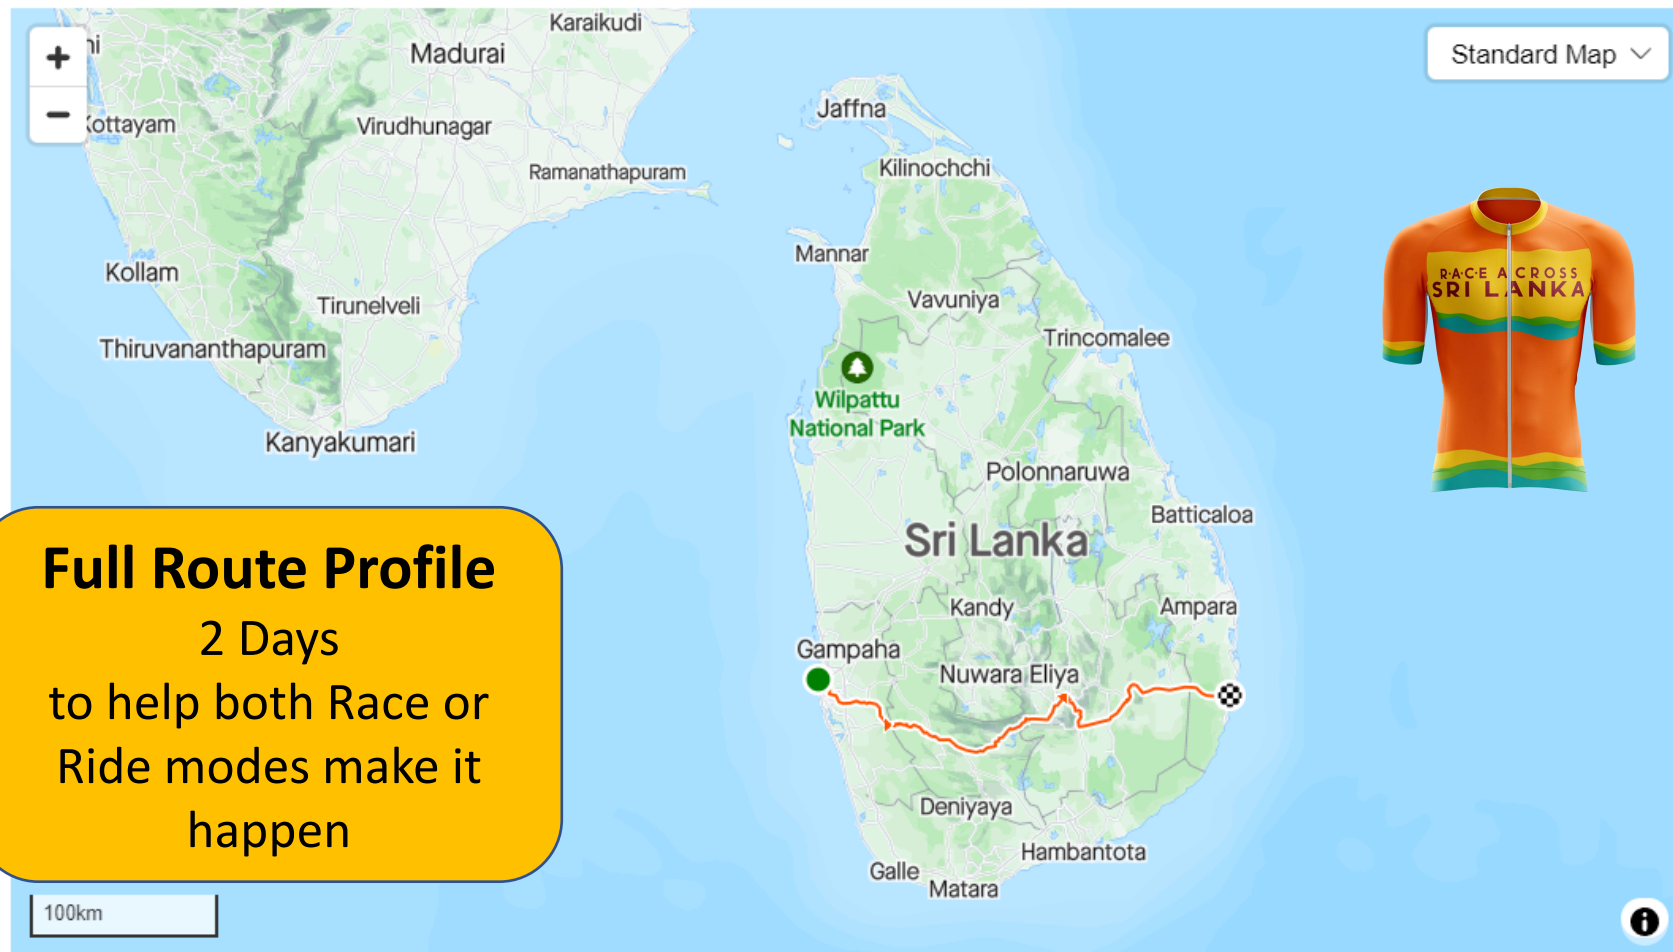 Karaikudi
Madurai
Standard Map
Jaffna
Kottayam
Virudhunagar
Kilinochchi
Ramanathapuram
Mannar
Kollam
RACE ACROSS
SRI LANKA
Tirunelveli
Vavuniya
Trincomalee
Thiruvananthapuram
Wilpattu
National Park
Kanyakumari
Polonnaruwa
Batticaloa
Sri Lanka
Full Route Profile
2 Days
to help both Race or
Ride modes make it
happen
Kandy
Ampara
Gampaha
Nuwara Eliya
Deniyaya
Hambantota
Galle
Matara
100km